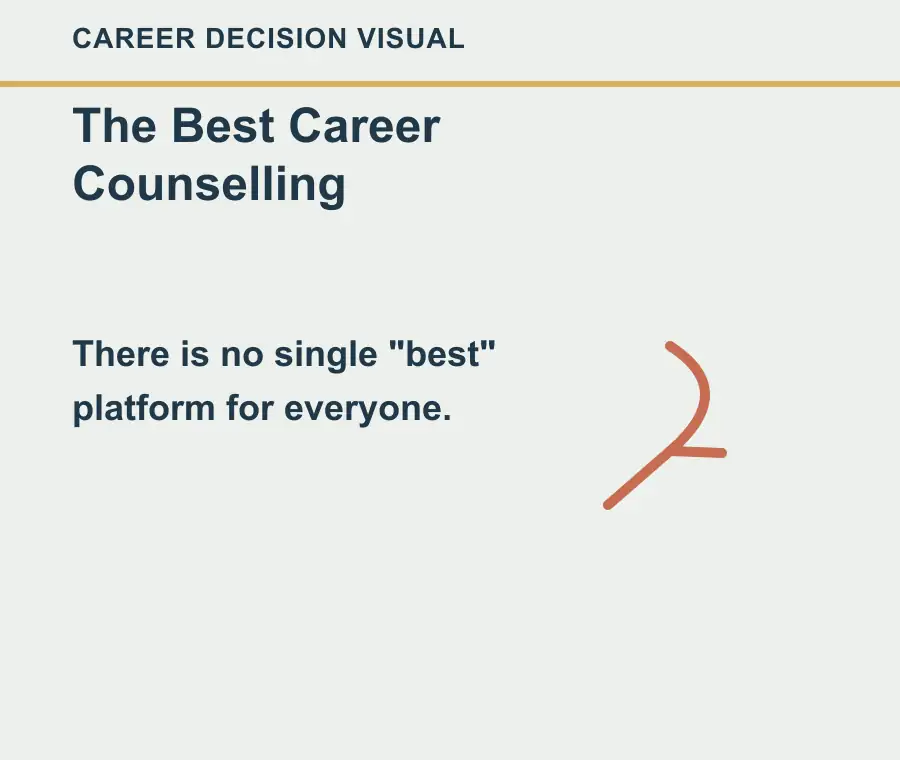 CAREER DECISION VISUAL
The Best Career
Counselling
There is no single "best"
platform for everyone.